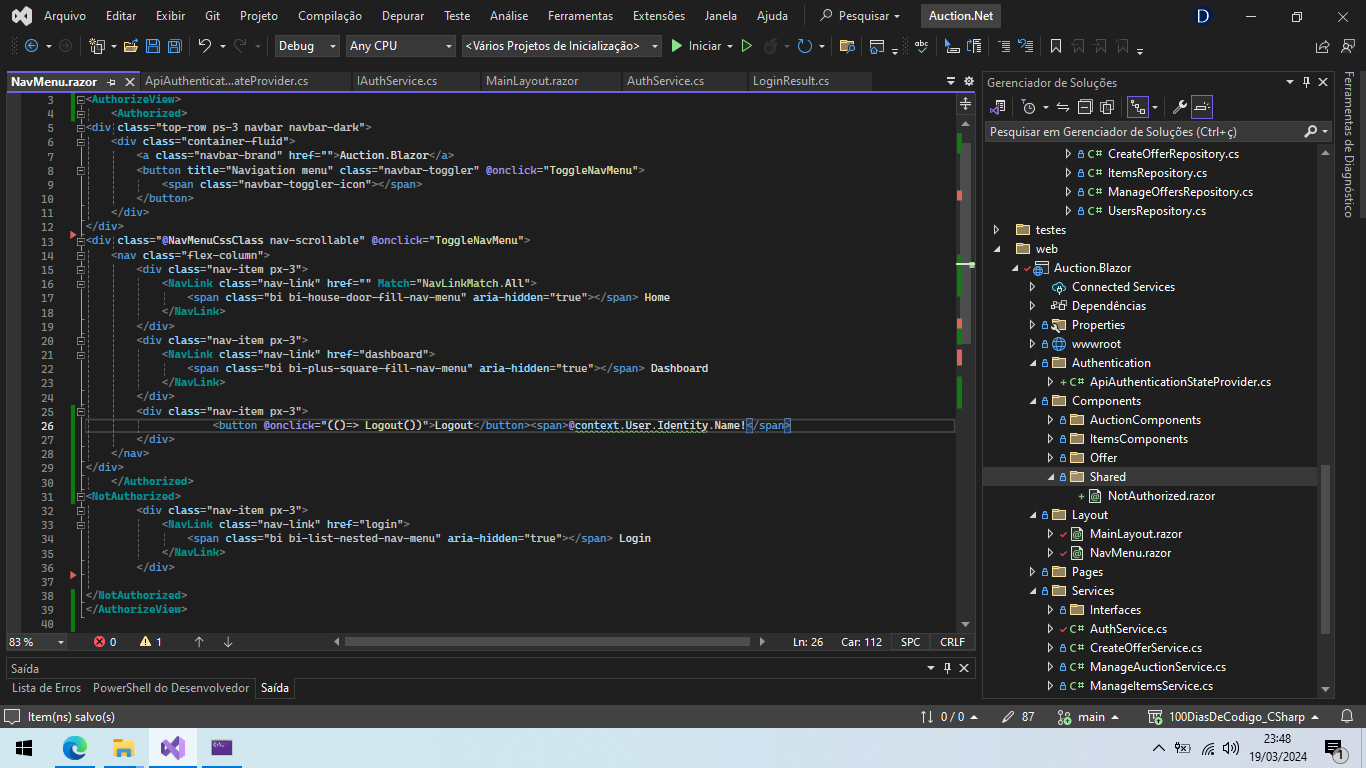 Arquivo Editar Exibir Git Projeto Compilação Depurar Teste Análise Ferramentas Extensões Janela Ajuda Pesquisar Auction.Net D
Debug Any CPU <Vários Projetos de Inicialização> Iniciar
NavMenu.razor ApiAuthenticat...ateProvider.cs IAuthService.cs MainLayout.razor AuthService.cs LoginResult.cs
3 <AuthorizeView>
4 <Authorized>
5 <div class="top-row ps-3 navbar navbar-dark">
6 <div class="container-fluid">
7 <a class="navbar-brand" href="">Auction.Blazor</a>
8 <button title="Navigation menu" class="navbar-toggler" @onclick="ToggleNavMenu">
9 <span class="navbar-toggler-icon"></span>
10 </button>
11 </div>
12 </div>
13 <div class="@NavMenuCssClass nav-scrollable" @onclick="ToggleNavMenu">
14 <nav class="flex-column">
15 <div class="nav-item px-3">
16 <NavLink class="nav-link" href="" Match="NavLinkMatch.All">
17 <span class="bi bi-house-door-fill-nav-menu" aria-hidden="true"></span> Home
18 </NavLink>
19 </div>
20 <div class="nav-item px-3">
21 <NavLink class="nav-link" href="dashboard">
22 <span class="bi bi-plus-square-fill-nav-menu" aria-hidden="true"></span> Dashboard
23 </NavLink>
24 </div>
25 <div class="nav-item px-3">
26 <button @onclick="(()=> Logout())">Logout</button><span>@context.User.Identity.Name!</span>
27 </div>
28 </nav>
29 </div>
30 </Authorized>
31 <NotAuthorized>
32 <div class="nav-item px-3">
33 <NavLink class="nav-link" href="login">
34 <span class="bi bi-list-nested-nav-menu" aria-hidden="true"></span> Login
35 </NavLink>
36 </div>
37
38 </NotAuthorized>
39 </AuthorizeView>
40
83 % 0 1 Ln: 26 Car: 112 SPC CRLF
Saída
Lista de Erros PowerShell do Desenvolvedor Saída
Gerenciador de Soluções
Pesquisar em Gerenciador de Soluções (Ctrl+ç)
C# CreateOfferRepository.cs
C# ItemsRepository.cs
C# ManageOffersRepository.cs
C# UsersRepository.cs
testes
web
Auction.Blazor
Connected Services
Dependências
Properties
wwwroot
Authentication
+ C# ApiAuthenticationStateProvider.cs
Components
AuctionComponents
ItemsComponents
Offer
Shared
+ NotAuthorized.razor
Layout
MainLayout.razor
NavMenu.razor
Pages
Services
Interfaces
C# AuthService.cs
C# CreateOfferService.cs
C# ManageAuctionService.cs
C# ManageItemsService.cs
Ferramentas de Diagnóstico
Item(ns) salvo(s) 0 / 0 87 main 100DiasDeCodigo_CSharp
23:48
19/03/2024
1